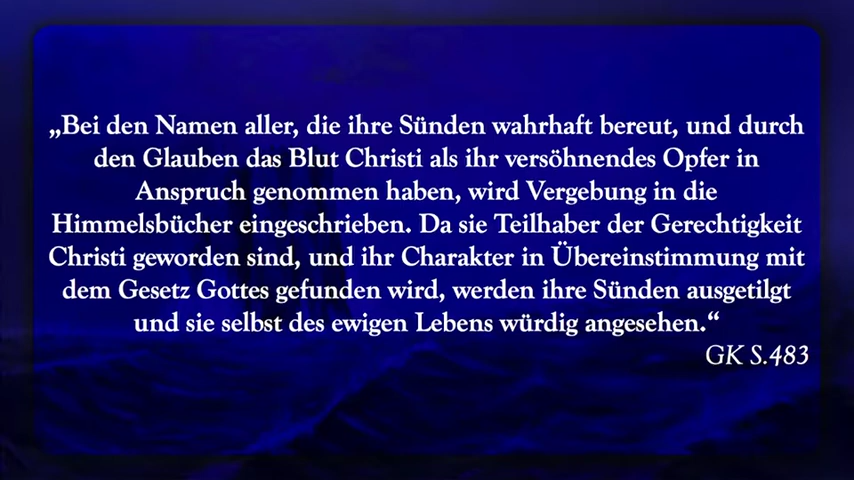 „Bei den Namen aller, die ihre Sünden wahrhaft bereut, und durch
den Glauben das Blut Christi als ihr versöhnendes Opfer in
Anspruch genommen haben, wird Vergebung in die
Himmelsbücher eingeschrieben. Da sie Teilhaber der Gerechtigkeit
Christi geworden sind, und ihr Charakter in Übereinstimmung mit
dem Gesetz Gottes gefunden wird, werden ihre Sünden ausgetilgt
und sie selbst des ewigen Lebens würdig angesehen.“
GK S.483